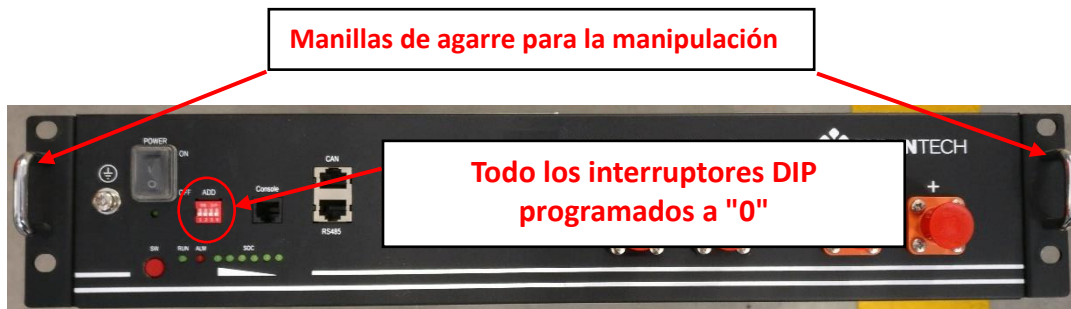 Manillas de agarre para la manipulación
POWER
ON
OFF
ADD
Console
CAN
RS485
Todo los interruptores DIP
programados a "0"
NTECH
+
SW
RUN
ALM
SOC